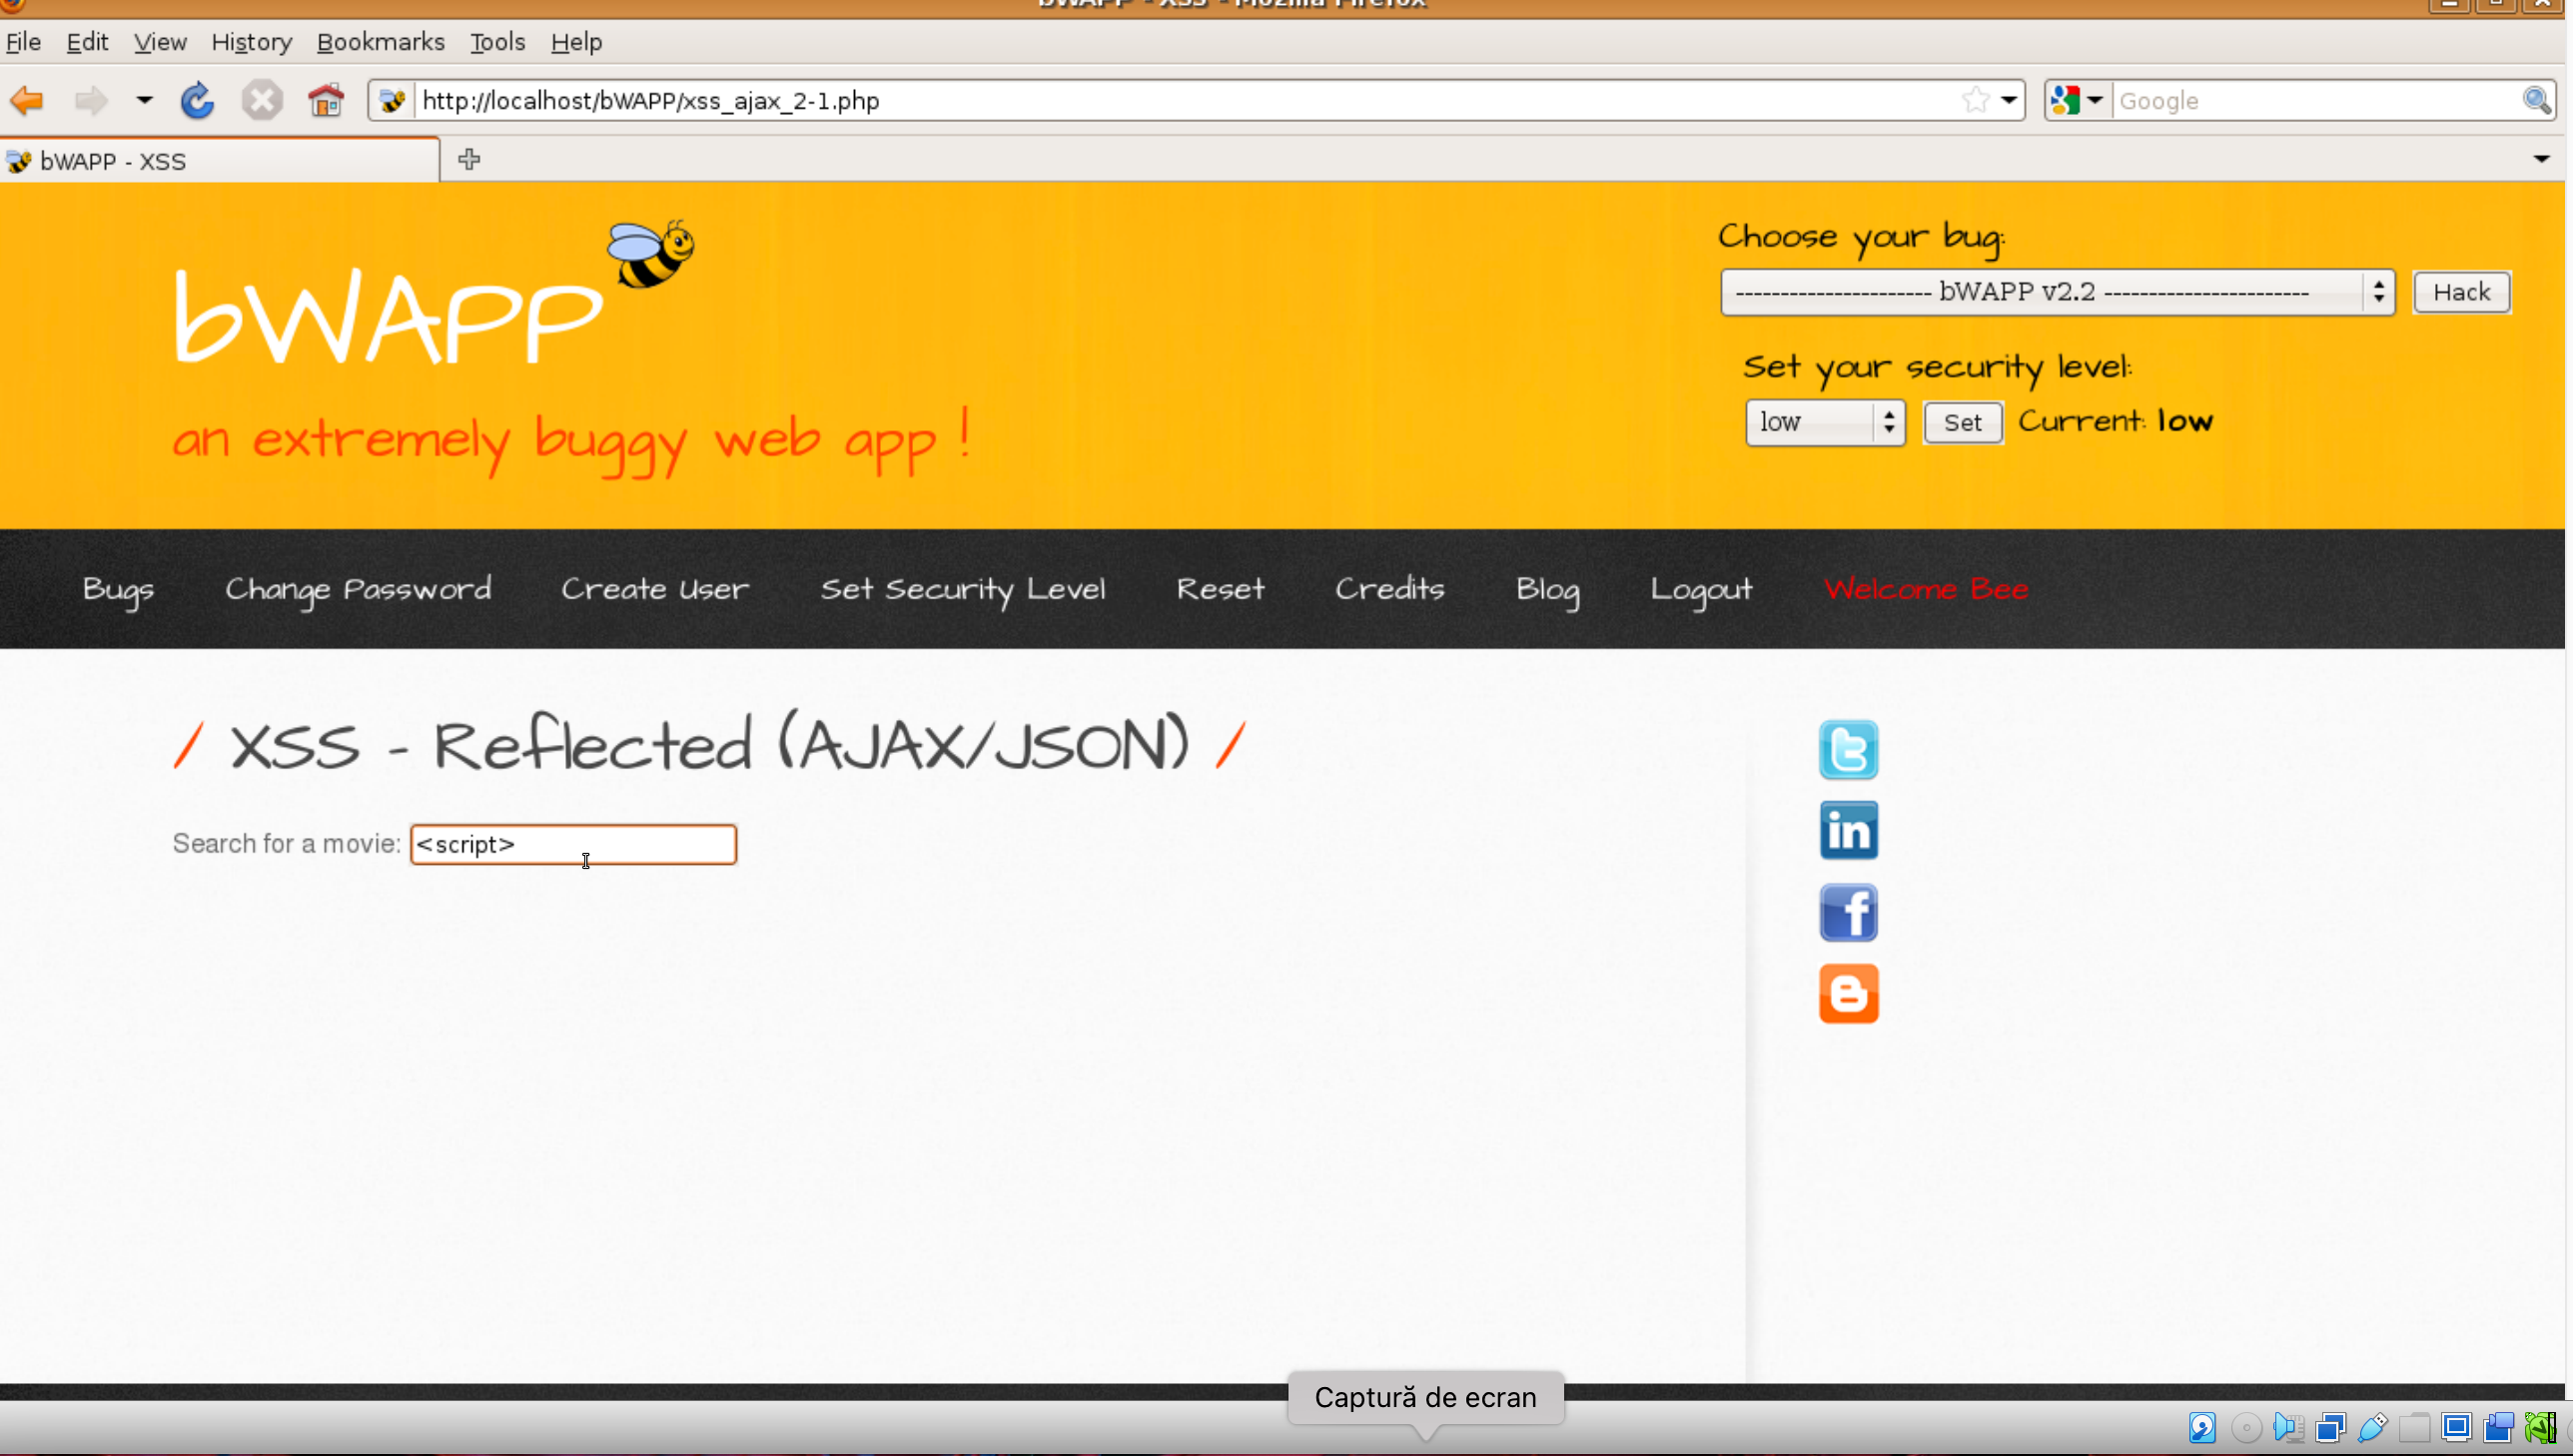 bWAPP - XSS - Mozilla Firefox
File Edit View History Bookmarks Tools Help
http://localhost/bWAPP/xss_ajax_2-1.php
Google
bWAPP - XSS
Choose your bug:
---------------------- bWAPP v2.2 -----------------------
Hack
bWAPP
Set your security level:
low Set Current: low
an extremely buggy web app !
Bugs Change Password Create User Set Security Level Reset Credits Blog Logout Welcome Bee
/ XSS - Reflected (AJAX/JSON) /
Search for a movie: <script>
Captură de ecran